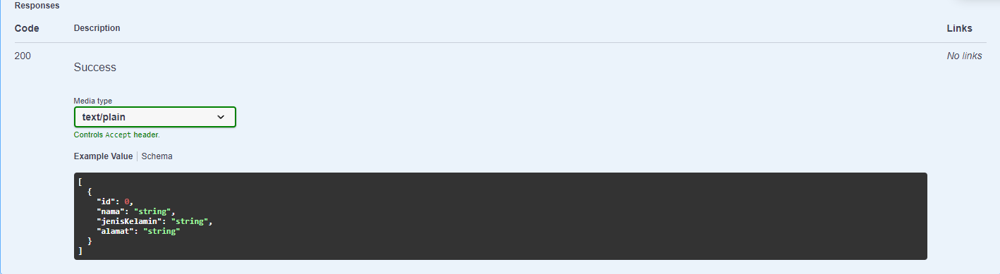 Responses
Code Description Links
200 No links
Success
Media type
text/plain
Controls Accept header.
Example Value Schema
[
  {
    "id": 0,
    "nama": "string",
    "jenisKelamin": "string",
    "alamat": "string"
  }
]